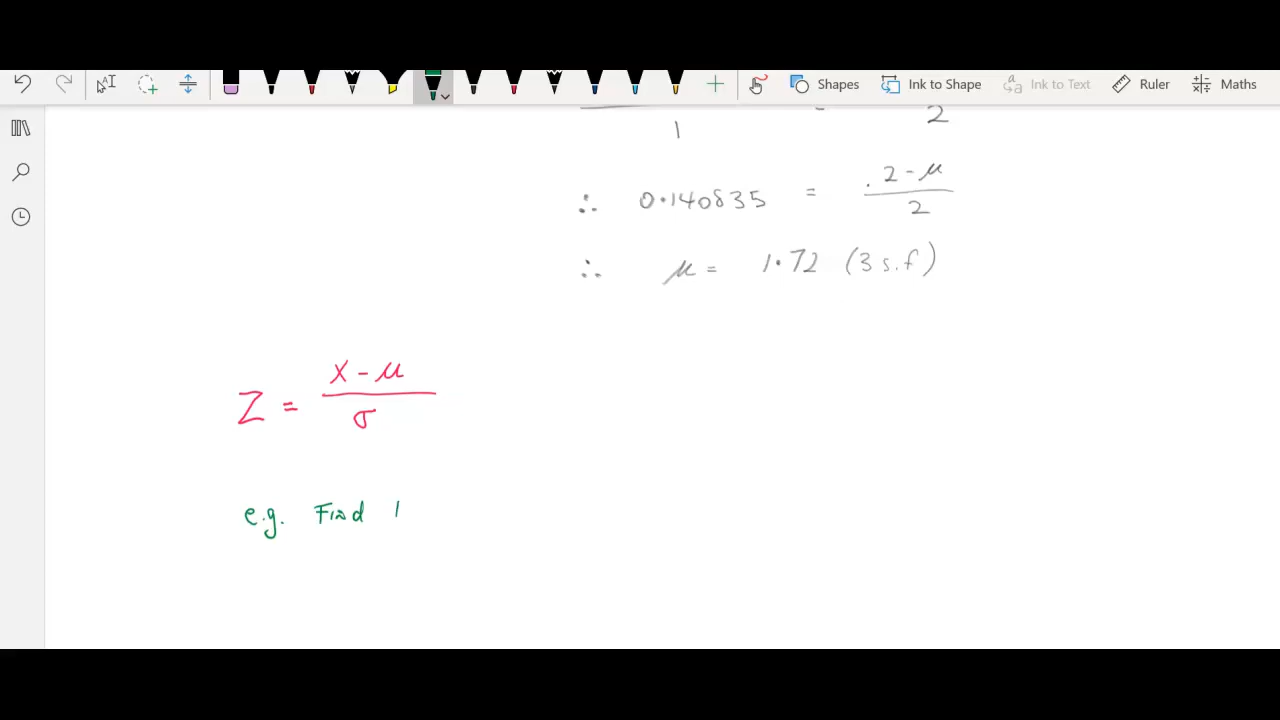 Shapes Ink to Shape Ink to Text Ruler Maths
1 = 2
∴ 0.140835 = . 2 - μ / 2
∴ μ = 1.72 (3 s.f)
Z = X - μ / σ
e.g. Find